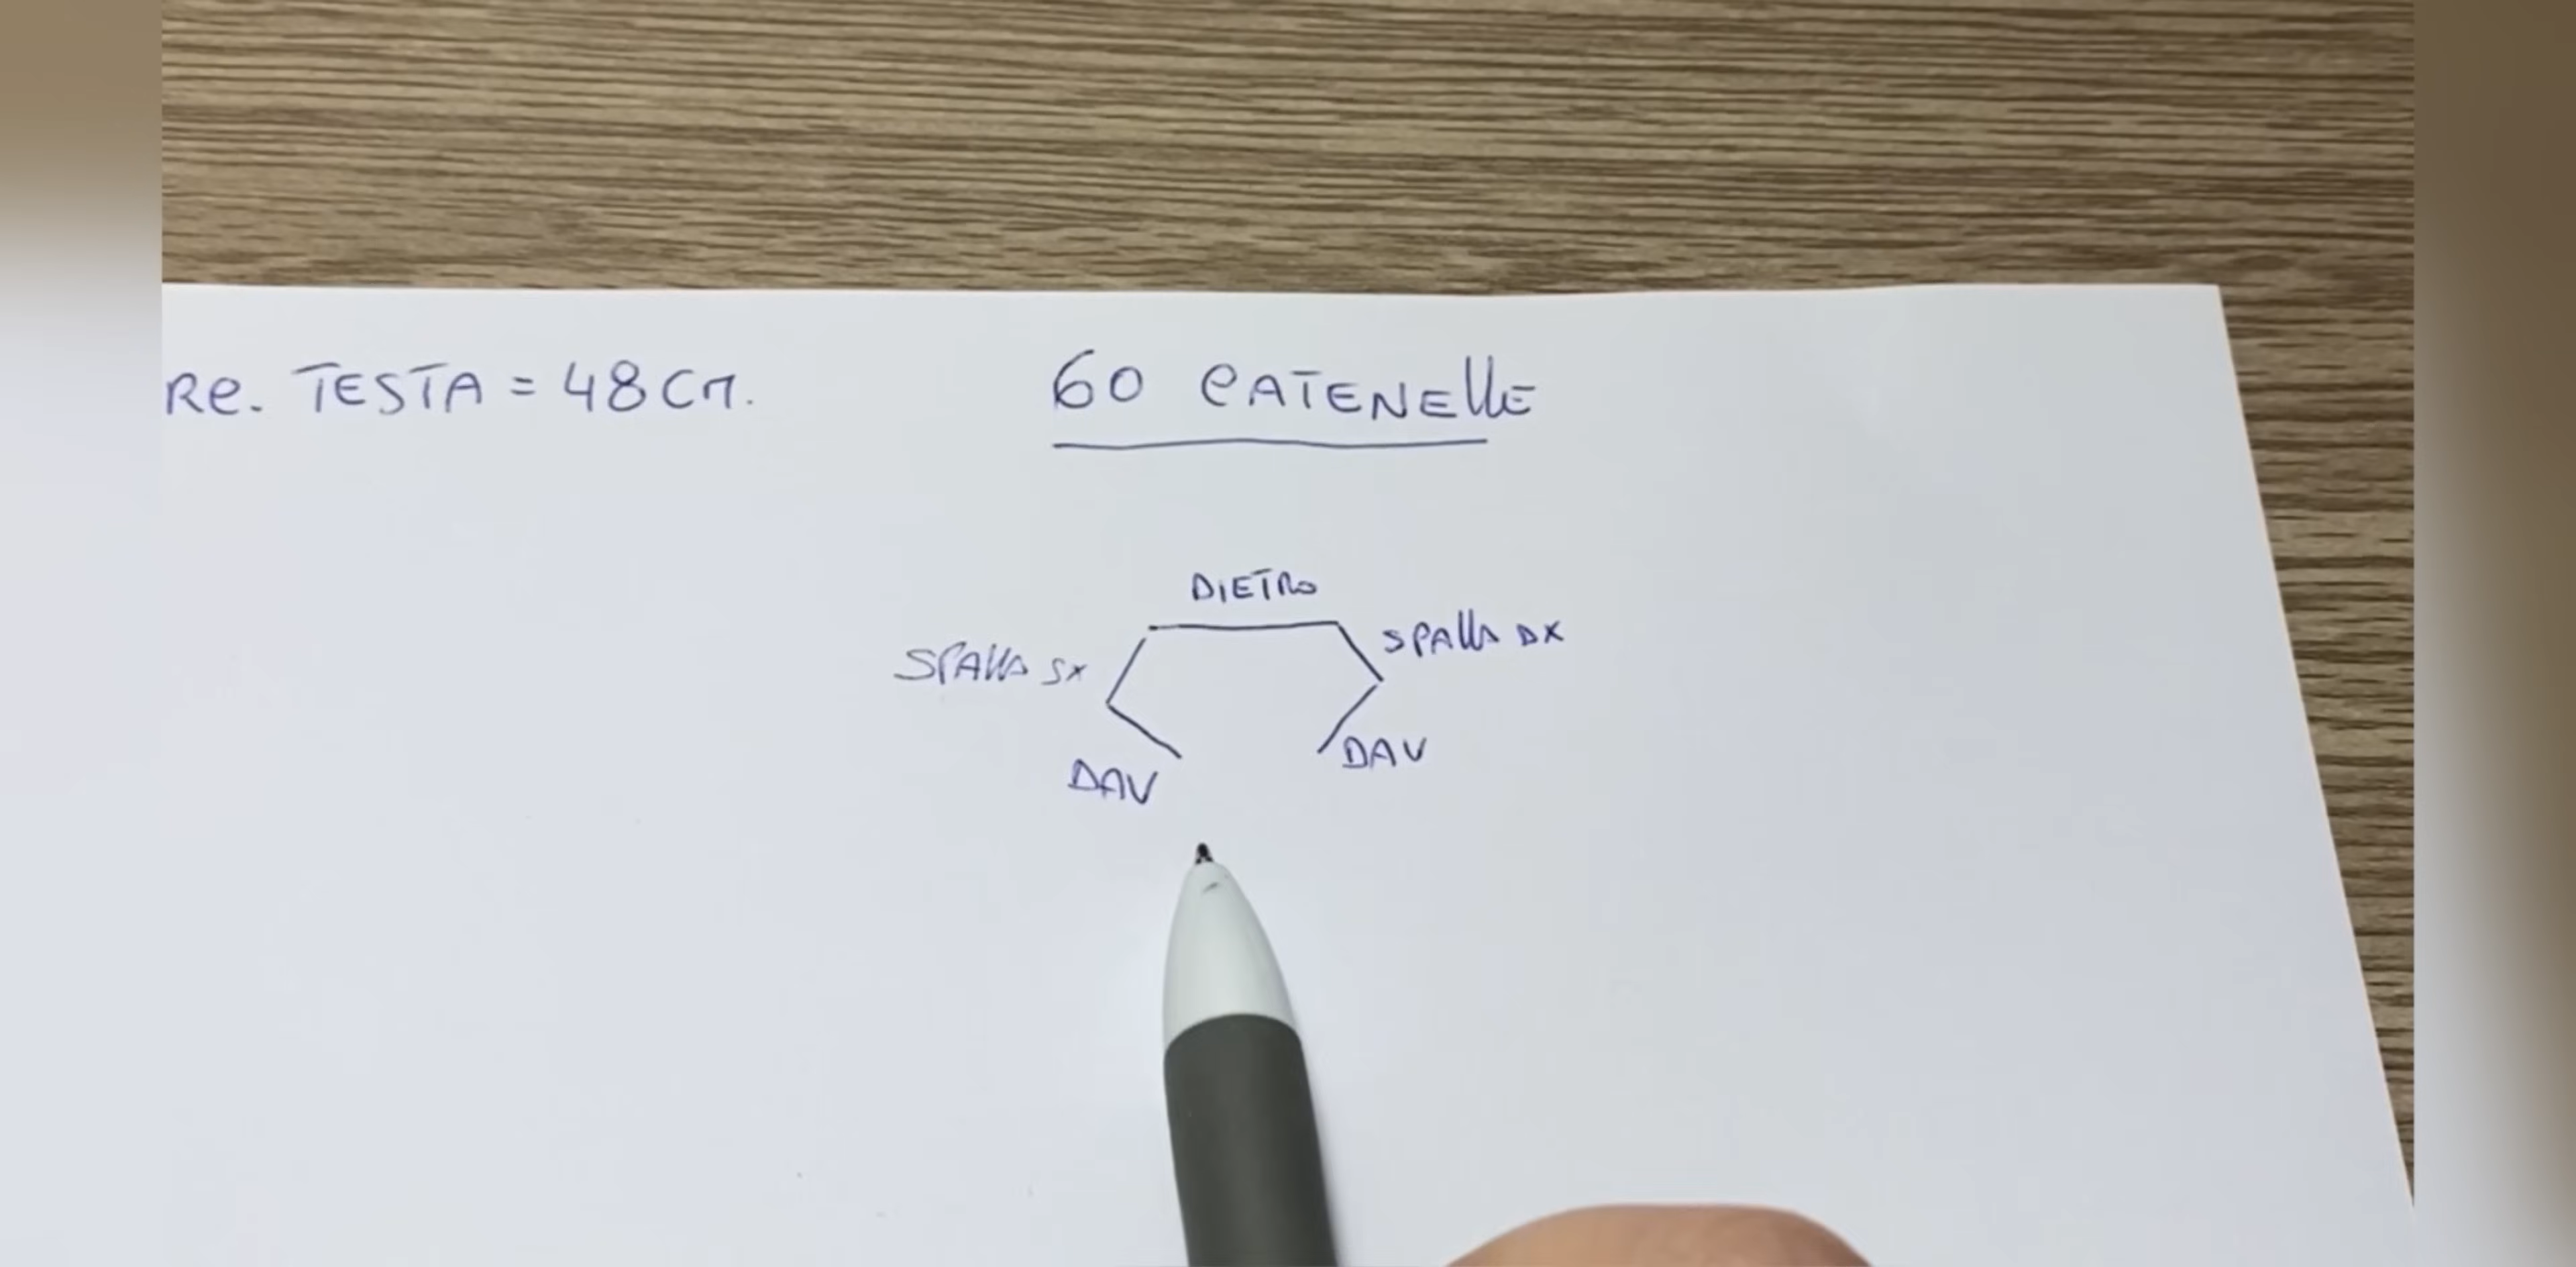 RE. TESTA = 48 CM.
60 CATENELLE
DIETRO
SPALLA SX
SPALLA DX
DAV
DAV